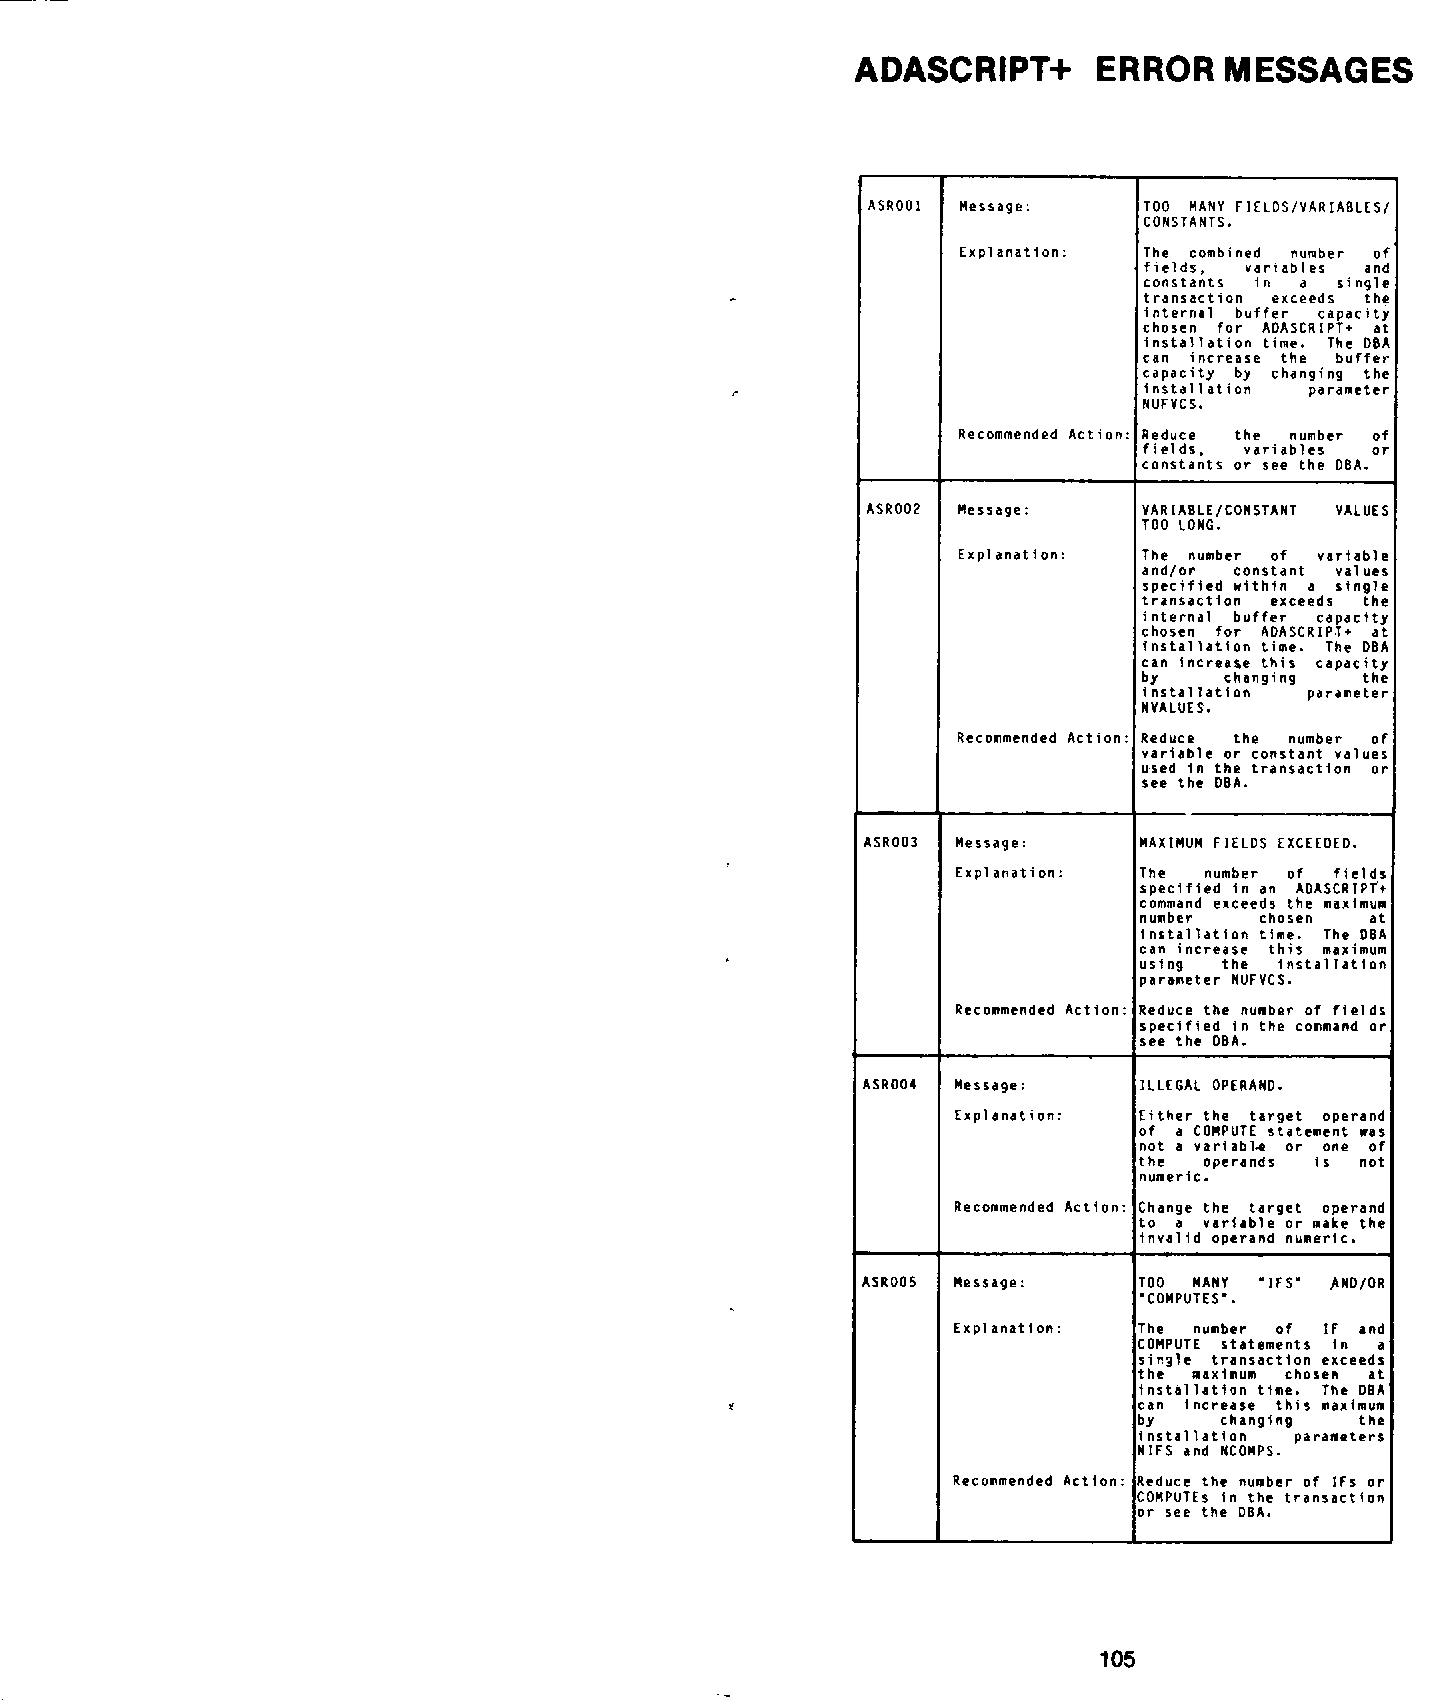 ADASCRIPT+ ERROR MESSAGES
ASR001 Message: TOO MANY FIELDS/VARIABLES/
CONSTANTS.
Explanation: The combined number of
fields, variables and
constants in a single
transaction exceeds the
internal buffer capacity
chosen for ADASCRIPT+ at
installation time. The DBA
can increase the buffer
capacity by changing the
installation parameter
NUFVCS.
Recommended Action: Reduce the number of
fields, variables or
constants or see the DBA.
ASR002 Message: VARIABLE/CONSTANT VALUES
TOO LONG.
Explanation: The number of variable
and/or constant values
specified within a single
transaction exceeds the
internal buffer capacity
chosen for ADASCRIPT+ at
installation time. The DBA
can increase this capacity
by changing the
installation parameter
NVALUES.
Recommended Action: Reduce the number of
variable or constant values
used in the transaction or
see the DBA.
ASR003 Message: MAXIMUM FIELDS EXCEEDED.
Explanation: The number of fields
specified in an ADASCRIPT+
command exceeds the maximum
number chosen at
installation time. The DBA
can increase this maximum
using the installation
parameter NUFVCS.
Recommended Action: Reduce the number of fields
specified in the command or
see the DBA.
ASR004 Message: ILLEGAL OPERAND.
Explanation: Either the target operand
of a COMPUTE statement was
not a variable or one of
the operands is not
numeric.
Recommended Action: Change the target operand
to a variable or make the
invalid operand numeric.
ASR005 Message: TOO MANY "IFS" AND/OR
"COMPUTES".
Explanation: The number of IF and
COMPUTE statements in a
single transaction exceeds
the maximum chosen at
installation time. The DBA
can increase this maximum
by changing the
installation parameters
NIFS and NCOMPS.
Recommended Action: Reduce the number of IFs or
COMPUTEs in the transaction
or see the DBA.
105